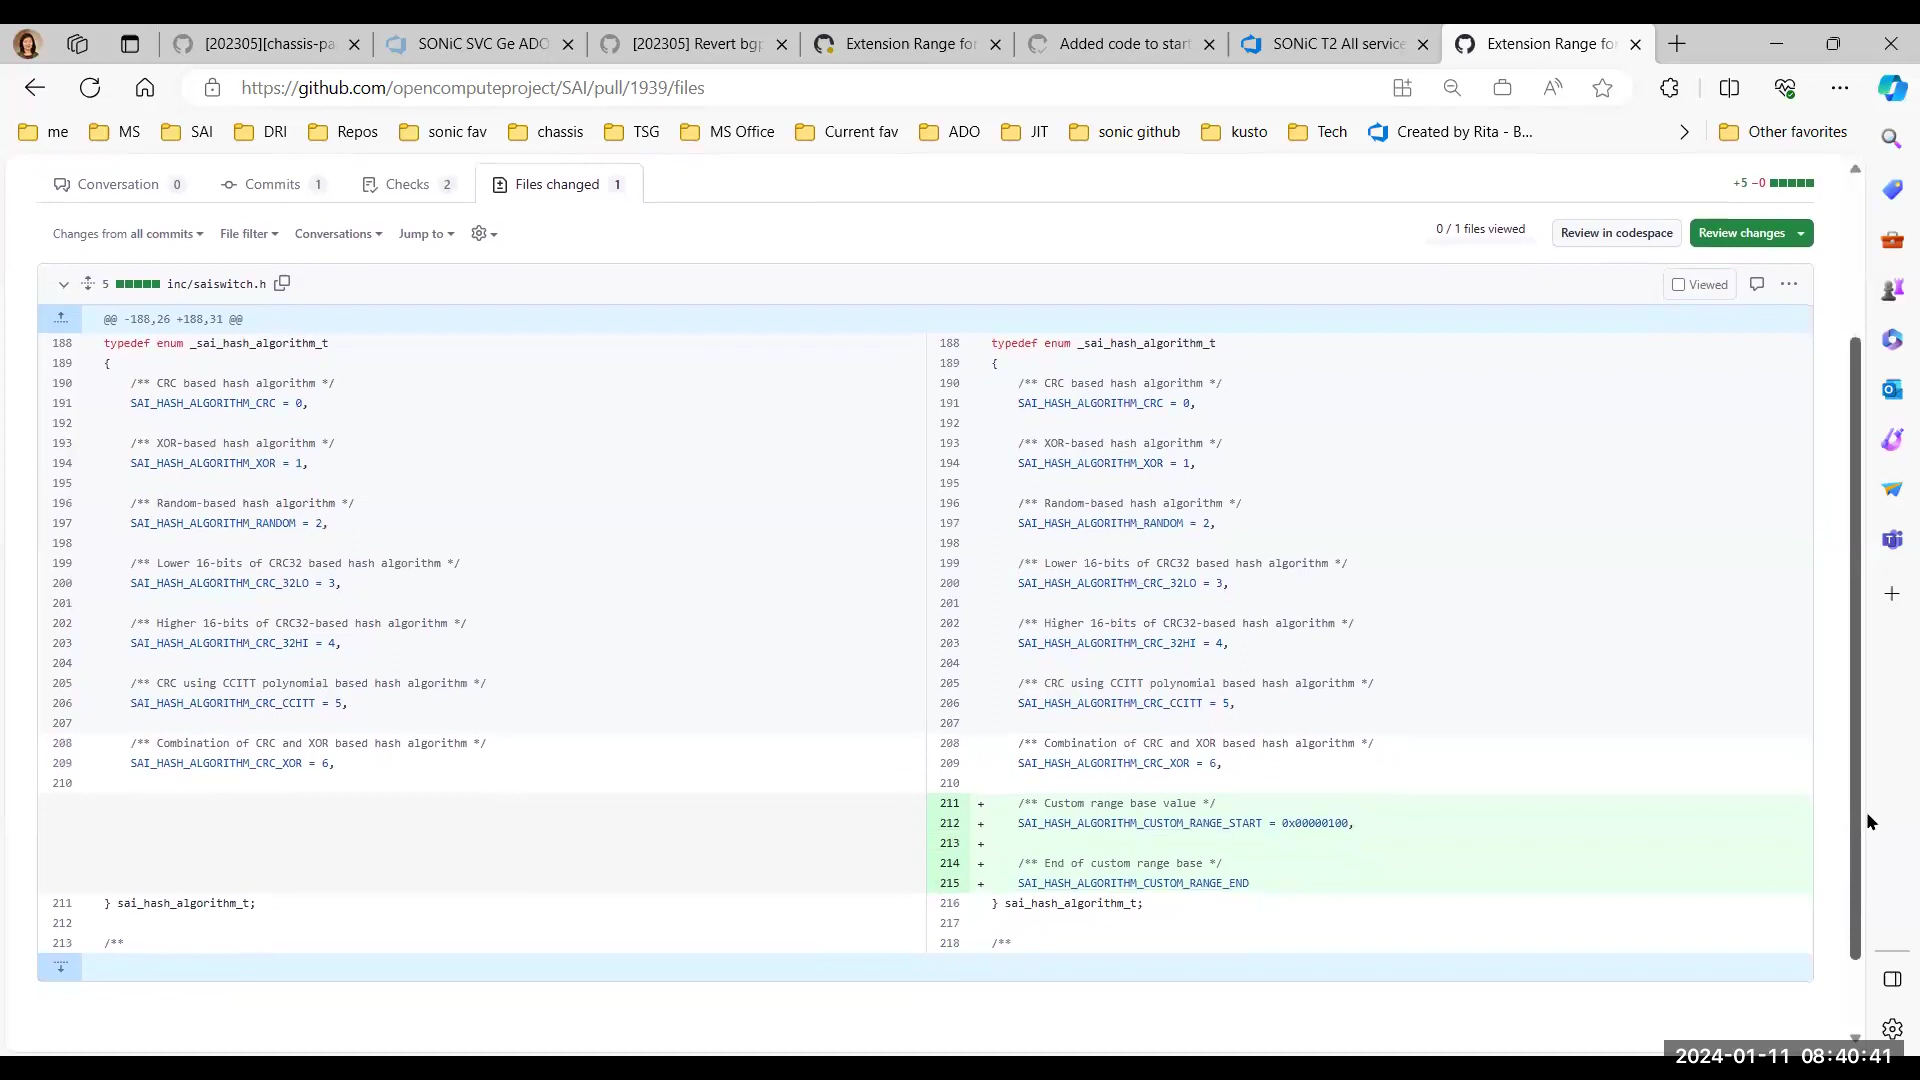 [202305][chassis-pa
SONiC SVC Ge ADO
[202305] Revert bgp
Extension Range for
Added code to start
SONiC T2 All service
Extension Range for
https://github.com/opencomputeproject/SAI/pull/1939/files
me MS SAI DRI Repos sonic fav chassis TSG MS Office Current fav ADO JIT sonic github kusto Tech Created by Rita - B... Other favorites
Conversation 0 Commits 1 Checks 2 Files changed 1 +5 −0
Changes from all commits File filter Conversations Jump to 0 / 1 files viewed Review in codespace Review changes
5 inc/saiswitch.h Viewed
@@ -188,26 +188,31 @@
188 typedef enum _sai_hash_algorithm_t 188 typedef enum _sai_hash_algorithm_t
189 { 189 {
190 /** CRC based hash algorithm */ 190 /** CRC based hash algorithm */
191 SAI_HASH_ALGORITHM_CRC = 0, 191 SAI_HASH_ALGORITHM_CRC = 0,
192 192
193 /** XOR-based hash algorithm */ 193 /** XOR-based hash algorithm */
194 SAI_HASH_ALGORITHM_XOR = 1, 194 SAI_HASH_ALGORITHM_XOR = 1,
195 195
196 /** Random-based hash algorithm */ 196 /** Random-based hash algorithm */
197 SAI_HASH_ALGORITHM_RANDOM = 2, 197 SAI_HASH_ALGORITHM_RANDOM = 2,
198 198
199 /** Lower 16-bits of CRC32 based hash algorithm */ 199 /** Lower 16-bits of CRC32 based hash algorithm */
200 SAI_HASH_ALGORITHM_CRC_32LO = 3, 200 SAI_HASH_ALGORITHM_CRC_32LO = 3,
201 201
202 /** Higher 16-bits of CRC32-based hash algorithm */ 202 /** Higher 16-bits of CRC32-based hash algorithm */
203 SAI_HASH_ALGORITHM_CRC_32HI = 4, 203 SAI_HASH_ALGORITHM_CRC_32HI = 4,
204 204
205 /** CRC using CCITT polynomial based hash algorithm */ 205 /** CRC using CCITT polynomial based hash algorithm */
206 SAI_HASH_ALGORITHM_CRC_CCITT = 5, 206 SAI_HASH_ALGORITHM_CRC_CCITT = 5,
207 207
208 /** Combination of CRC and XOR based hash algorithm */ 208 /** Combination of CRC and XOR based hash algorithm */
209 SAI_HASH_ALGORITHM_CRC_XOR = 6, 209 SAI_HASH_ALGORITHM_CRC_XOR = 6,
210 210
211 + /** Custom range base value */
212 + SAI_HASH_ALGORITHM_CUSTOM_RANGE_START = 0x00000100,
213 +
214 + /** End of custom range base */
215 + SAI_HASH_ALGORITHM_CUSTOM_RANGE_END
211 } sai_hash_algorithm_t; 216 } sai_hash_algorithm_t;
212 217
213 /** 218 /**
2024-01-11 08:40:41